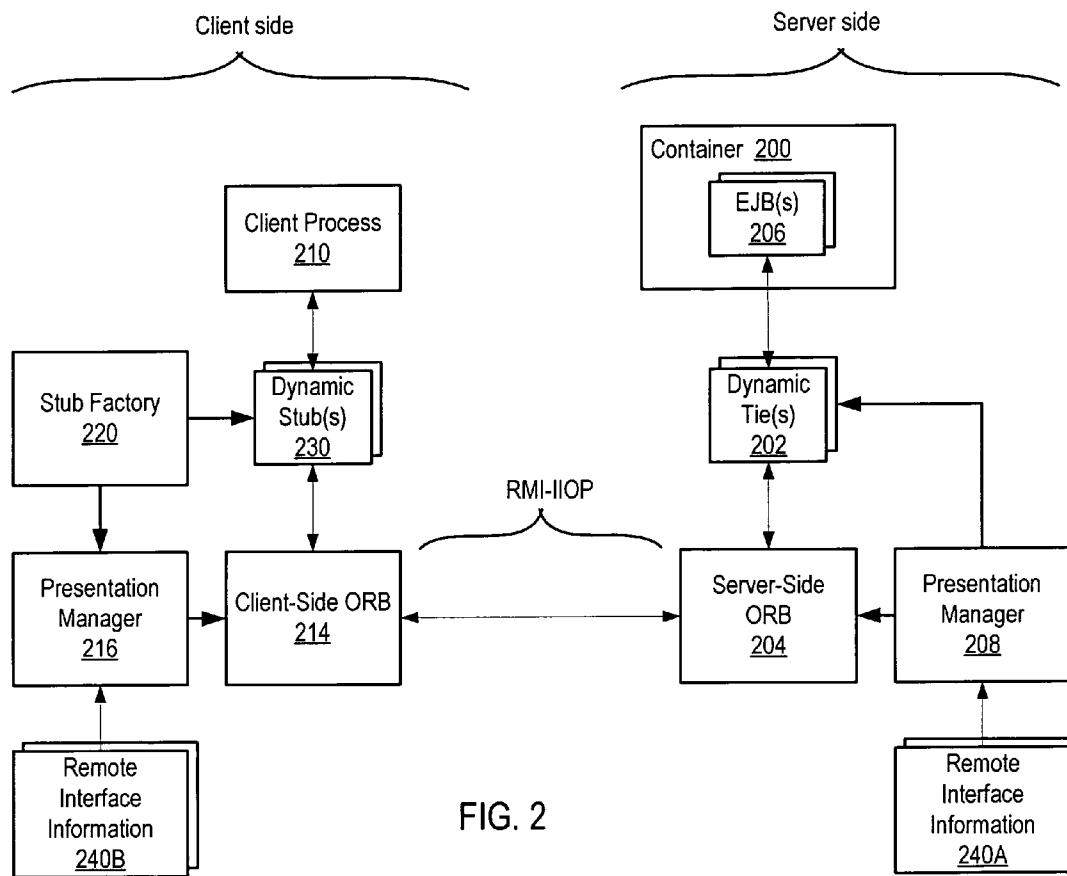 Client side
Server side
Container 200
EJB(s)
206
Client Process
210
Stub Factory
220
Dynamic
Stub(s)
230
Dynamic
Tie(s)
202
RMI-IIOP
Presentation
Manager
216
Client-Side ORB
214
Server-Side
ORB
204
Presentation
Manager
208
Remote
Interface
Information
240B
FIG. 2
Remote
Interface
Information
240A